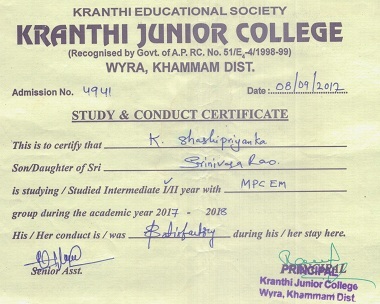 KRANTHI EDUCATIONAL SOCIETY
KRANTHI JUNIOR COLLEGE
(Recognised by Govt. of A.P. RC. No. 51/E, -4/1998-99)
WYRA, KHAMMAM DIST.
Admission No. 4941 Date : 08/09/2012
STUDY & CONDUCT CERTIFICATE
This is to certify that K. Shashipriyanka
Son/Daughter of Sri Srinivasa Rao.
is studying / Studied Intermediate I/II year with MPC EM
group during the academic year 2017 - 2018
His / Her conduct is / was Satisfactory during his / her stay here.
Senior Asst. PRINCIPAL
Kranthi Junior College
Wyra, Khammam Dist